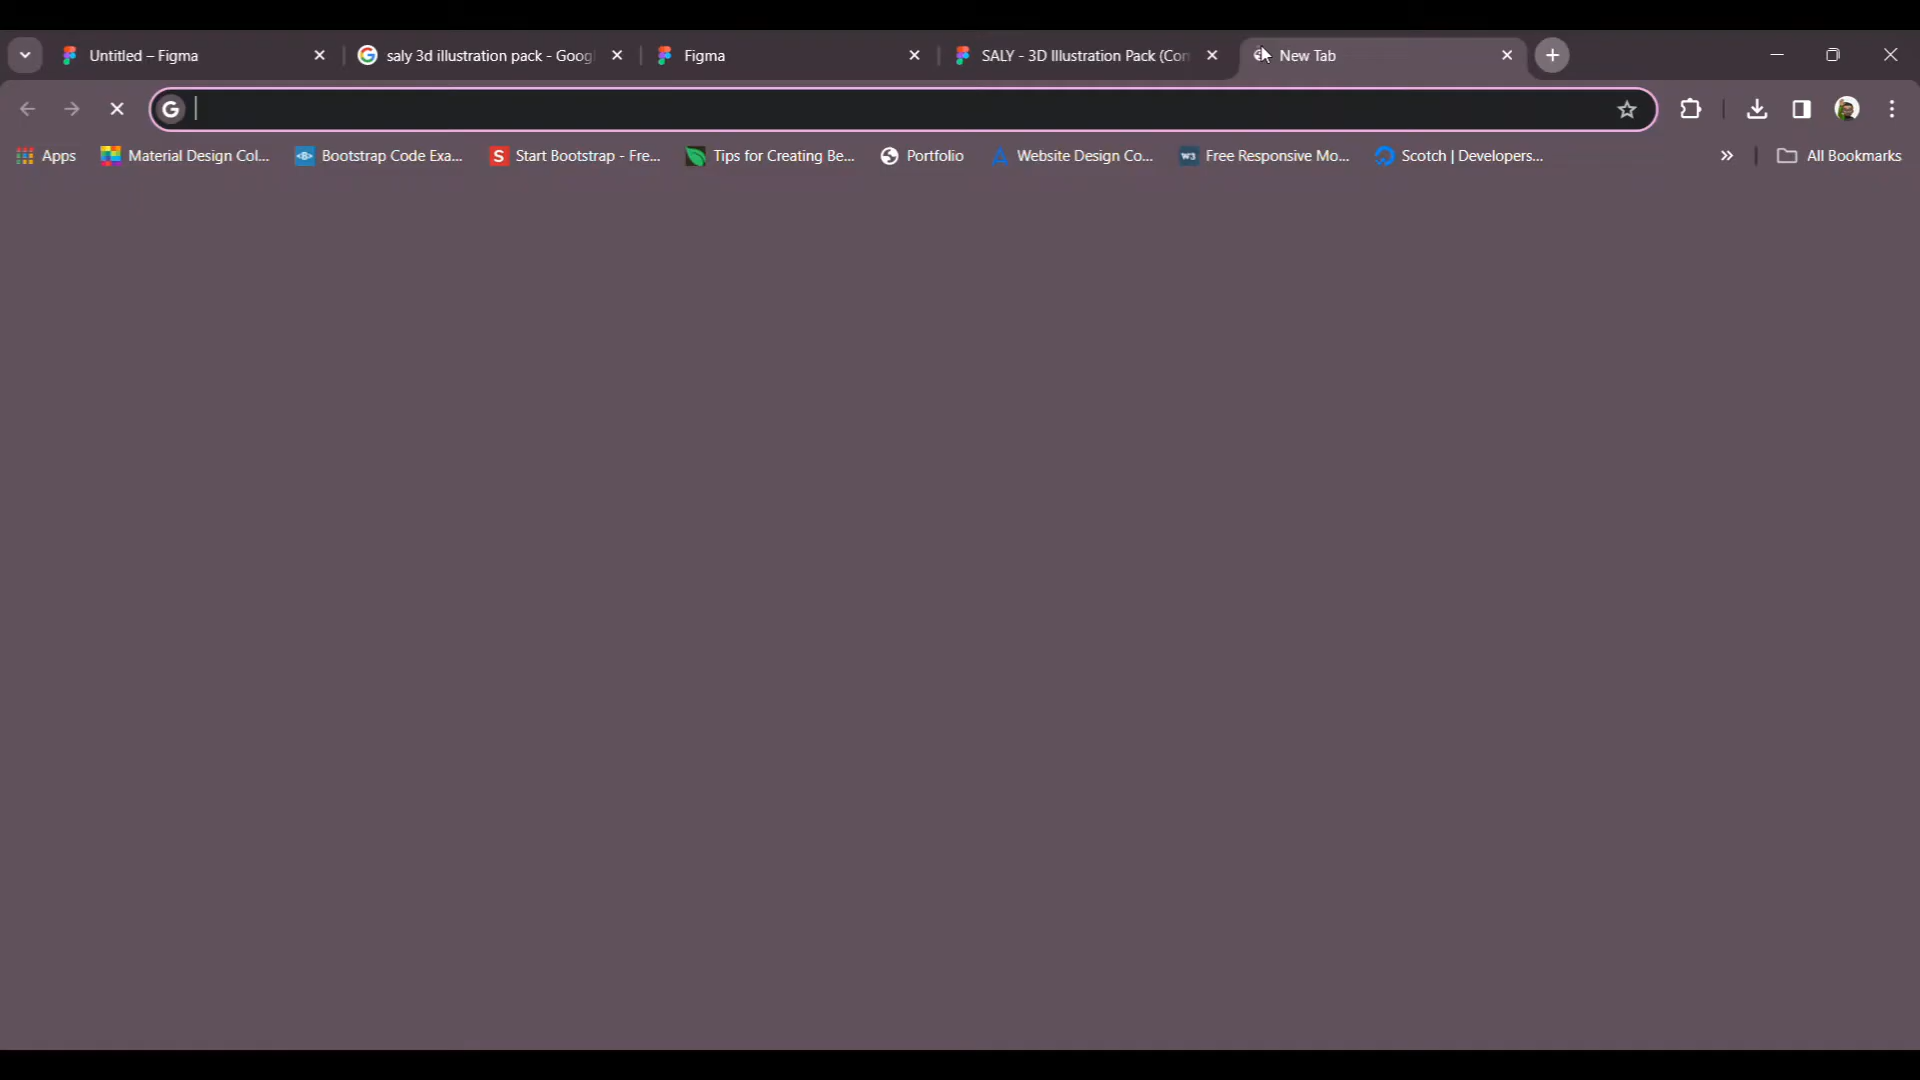 Untitled – Figma
saly 3d illustration pack - Goog
Figma
SALY - 3D Illustration Pack (Con
New Tab
Apps
Material Design Col...
Bootstrap Code Exa...
Start Bootstrap - Fre...
Tips for Creating Be...
Portfolio
Website Design Co...
Free Responsive Mo...
Scotch | Developers...
All Bookmarks